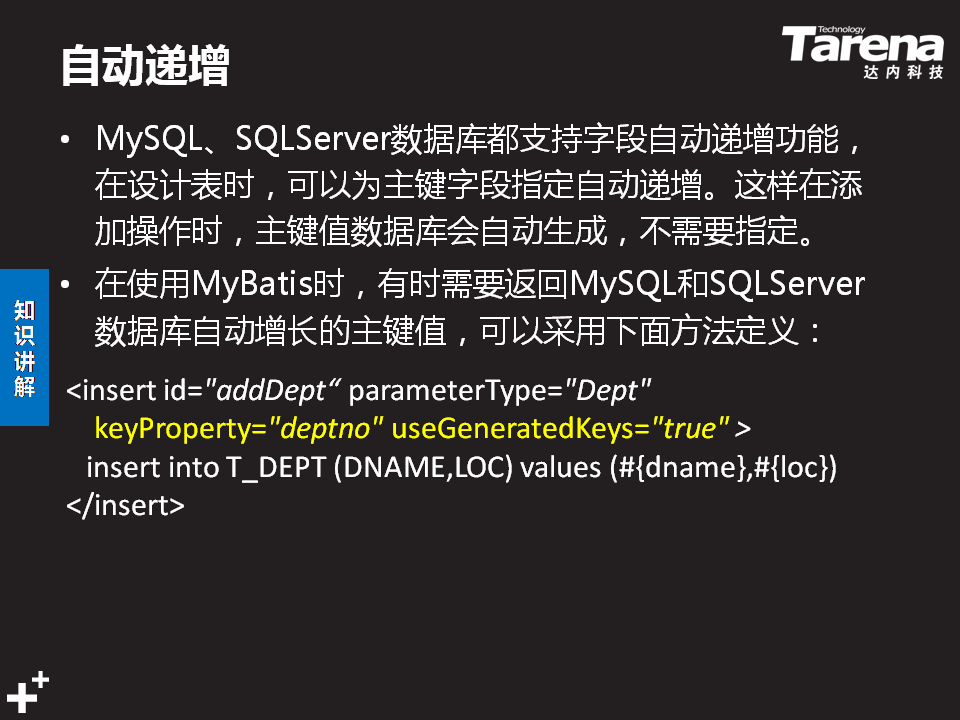 自动递增
Technology
Tarena
达内科技
• MySQL、SQLServer数据库都支持字段自动递增功能，
在设计表时，可以为主键字段指定自动递增。这样在添
加操作时，主键值数据库会自动生成，不需要指定。
• 在使用MyBatis时，有时需要返回MySQL和SQLServer
数据库自动增长的主键值，可以采用下面方法定义：
知识讲解
<insert id="addDept“ parameterType="Dept"
keyProperty="deptno" useGeneratedKeys="true" >
insert into T_DEPT (DNAME,LOC) values (#{dname},#{loc})
</insert>